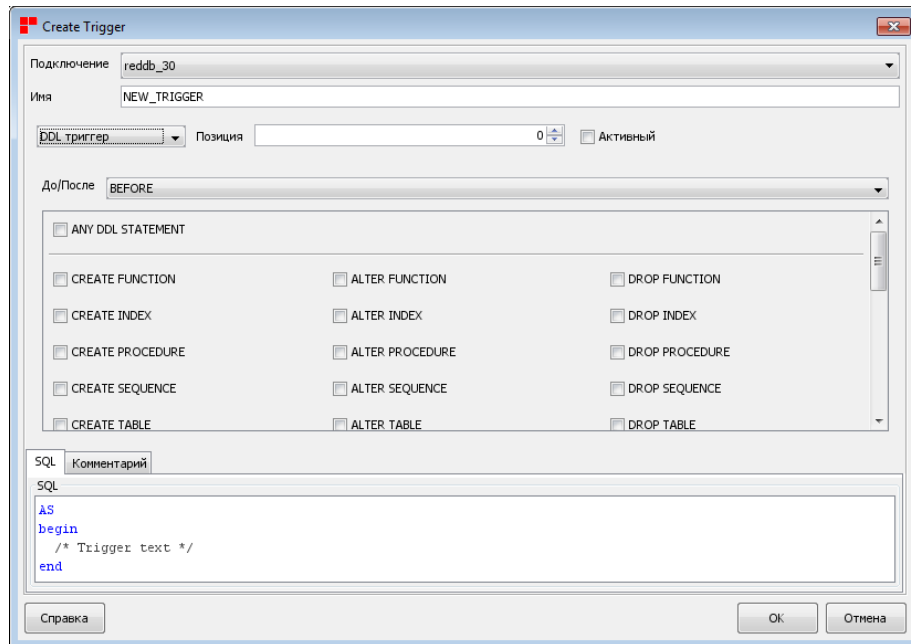 Create Trigger
Подключение reddb_30
Имя NEW_TRIGGER
DDL триггер Позиция 0 Активный
До/После BEFORE
ANY DDL STATEMENT
CREATE FUNCTION ALTER FUNCTION DROP FUNCTION
CREATE INDEX ALTER INDEX DROP INDEX
CREATE PROCEDURE ALTER PROCEDURE DROP PROCEDURE
CREATE SEQUENCE ALTER SEQUENCE DROP SEQUENCE
CREATE TABLE ALTER TABLE DROP TABLE
SQL Комментарий
SQL
AS
begin
/* Trigger text */
end
Справка OK Отмена